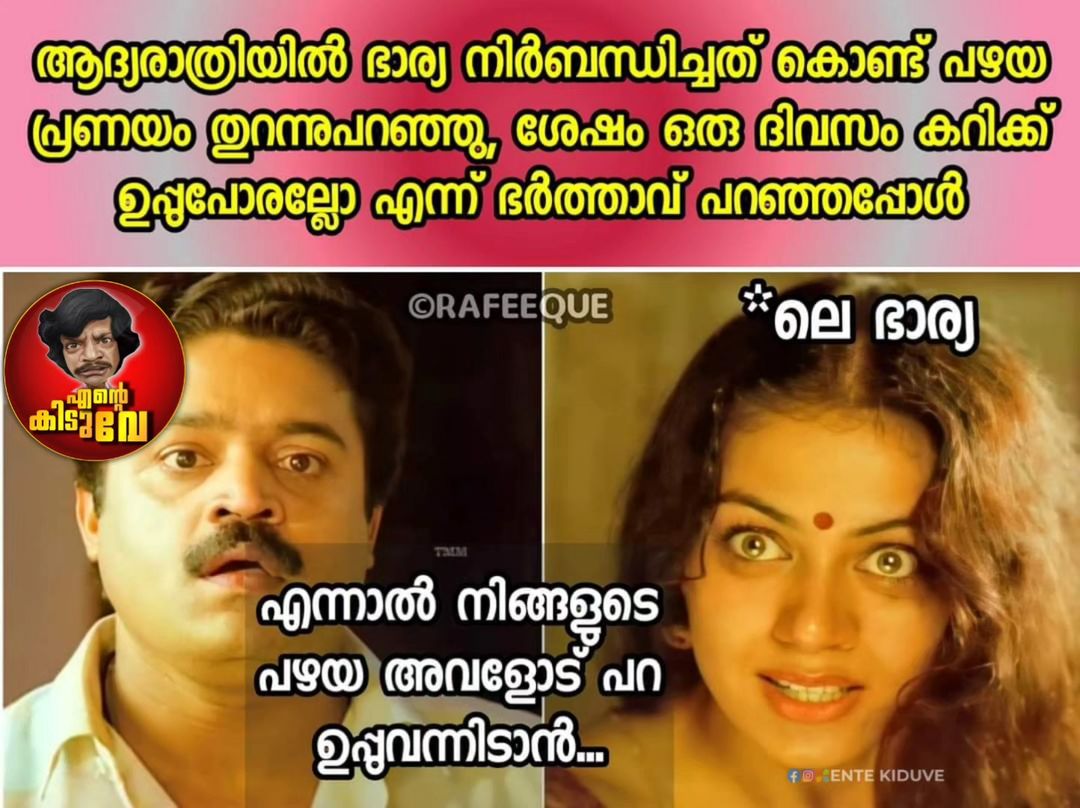 ആദ്യരാത്രിയിൽ ഭാര്യ നിർബന്ധിച്ചത് കൊണ്ട് പഴയ
പ്രണയം തുറന്നുപറഞ്ഞു, ശേഷം ഒരു ദിവസം കറിക്ക്
ഉപ്പുപോരല്ലോ എന്ന് ഭർത്താവ് പറഞ്ഞപ്പോൾ
©RAFEEQUE
*ലെ ഭാര്യ
എന്റെ
കിടുവേ
TMM
എന്നാൽ നിങ്ങളുടെ
പഴയ അവളോട് പറ
ഉപ്പുവന്നിടാൻ...
ENTE KIDUVE